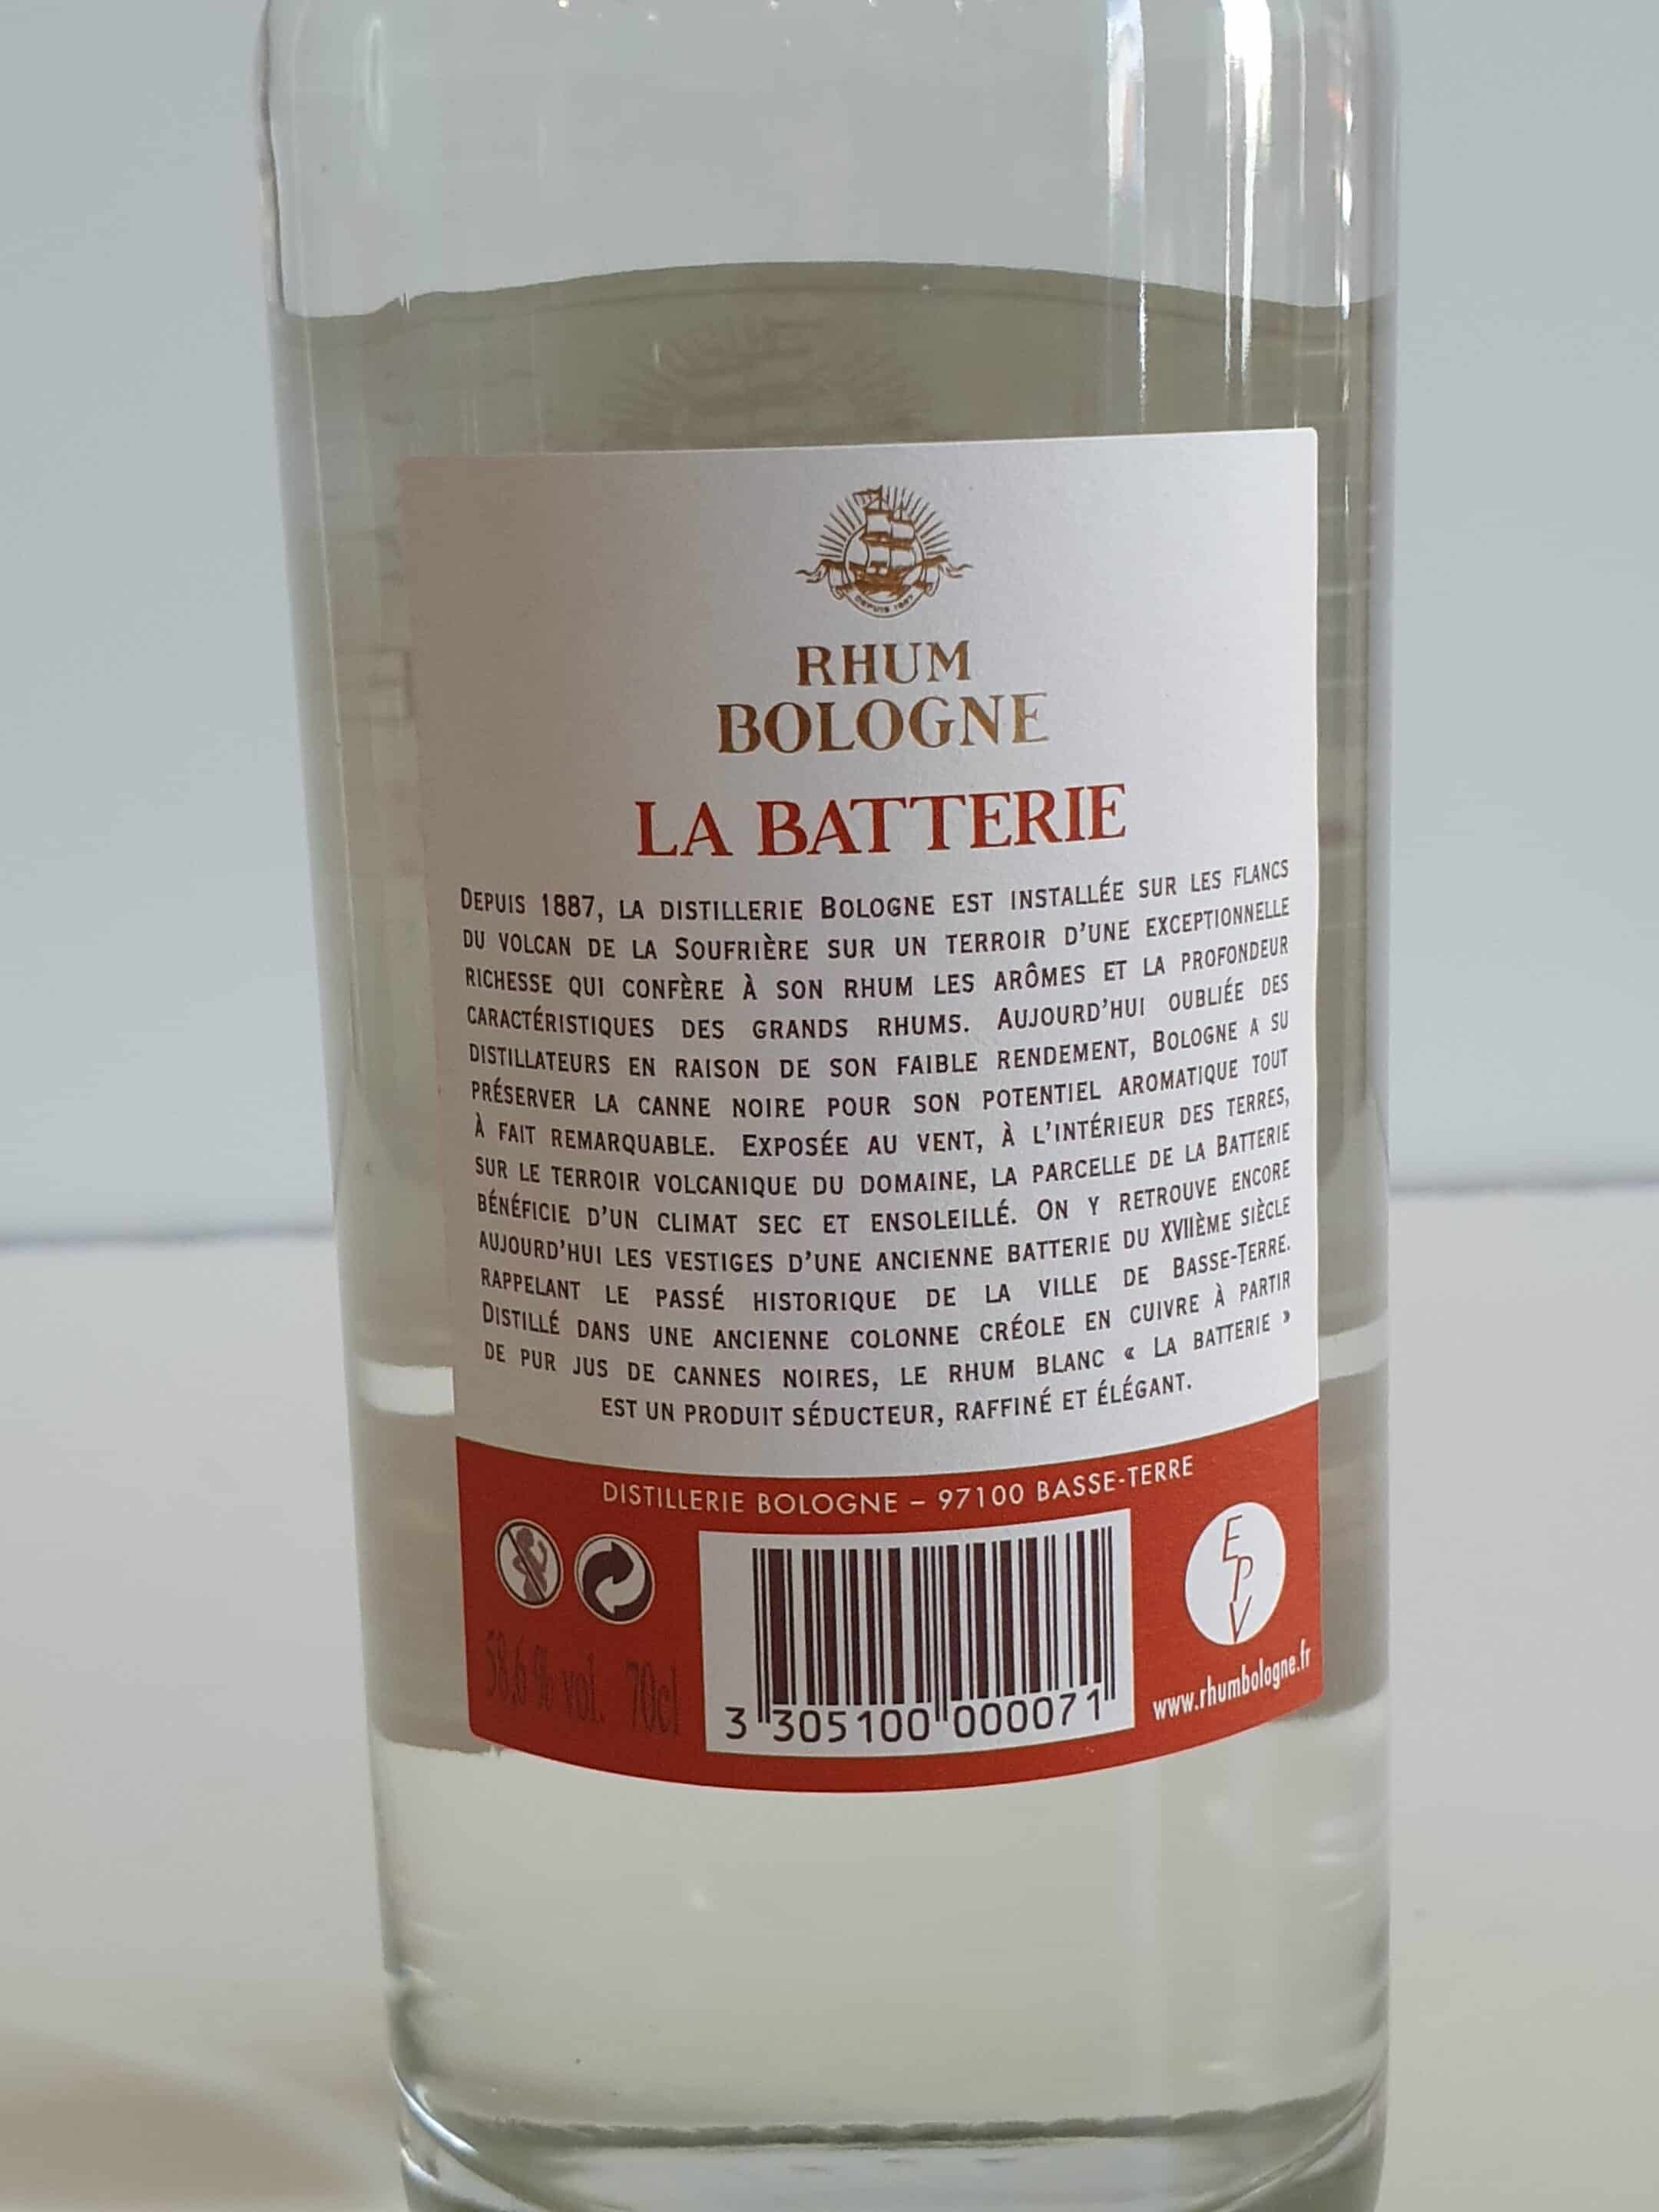 DEPUIS 1887
RHUM
BOLOGNE
LA BATTERIE
DEPUIS 1887, LA DISTILLERIE BOLOGNE EST INSTALLÉE SUR LES FLANCS
DU VOLCAN DE LA SOUFRIÈRE SUR UN TERROIR D'UNE EXCEPTIONNELLE
RICHESSE QUI CONFÈRE À SON RHUM LES ARÔMES ET LA PROFONDEUR
CARACTÉRISTIQUES DES GRANDS RHUMS. AUJOURD'HUI OUBLIÉE DES
DISTILLATEURS EN RAISON DE SON FAIBLE RENDEMENT, BOLOGNE A SU
PRÉSERVER LA CANNE NOIRE POUR SON POTENTIEL AROMATIQUE TOUT
À FAIT REMARQUABLE. EXPOSÉE AU VENT, À L'INTÉRIEUR DES TERRES,
SUR LE TERROIR VOLCANIQUE DU DOMAINE, LA PARCELLE DE LA BATTERIE
BÉNÉFICIE D'UN CLIMAT SEC ET ENSOLEILLÉ. ON Y RETROUVE ENCORE
AUJOURD'HUI LES VESTIGES D'UNE ANCIENNE BATTERIE DU XVIIÈME SIÈCLE
RAPPELANT LE PASSÉ HISTORIQUE DE LA VILLE DE BASSE-TERRE.
DISTILLÉ DANS UNE ANCIENNE COLONNE CRÉOLE EN CUIVRE À PARTIR
DE PUR JUS DE CANNES NOIRES, LE RHUM BLANC « LA BATTERIE »
EST UN PRODUIT SÉDUCTEUR, RAFFINÉ ET ÉLÉGANT.
DISTILLERIE BOLOGNE – 97100 BASSE-TERRE
EPV
58,6 % vol. 70cl
3 305100 000071
www.rhumbologne.fr